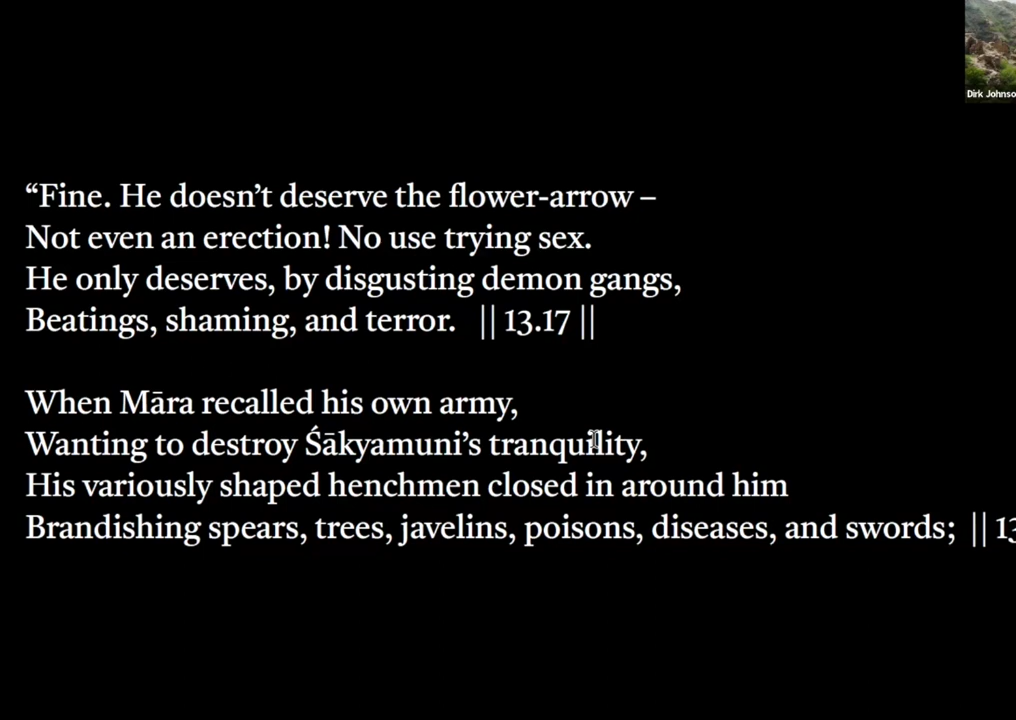 Dirk Johnso
“Fine. He doesn’t deserve the flower-arrow –
Not even an erection! No use trying sex.
He only deserves, by disgusting demon gangs,
Beatings, shaming, and terror. || 13.17 ||
When Māra recalled his own army,
Wanting to destroy Śākyamuni’s tranquility,
His variously shaped henchmen closed in around him
Brandishing spears, trees, javelins, poisons, diseases, and swords; || 13